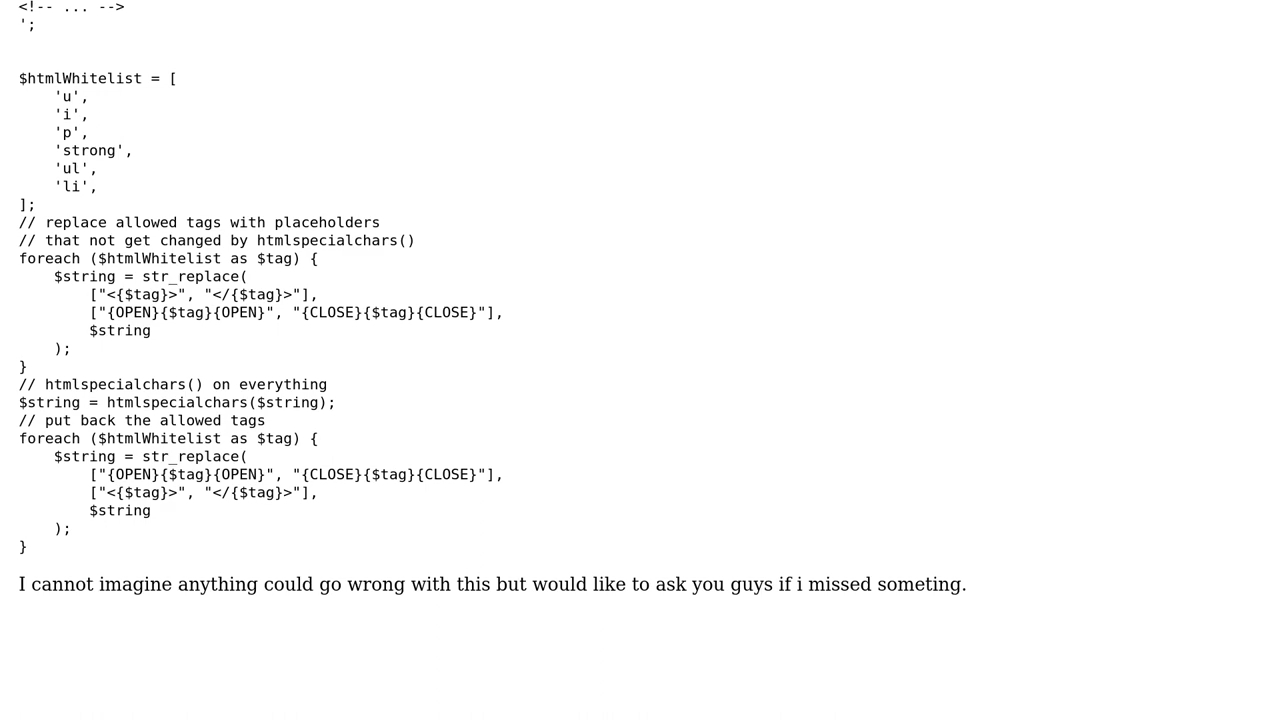 <!-- ... -->
';
$htmlWhitelist = [
    'u',
    'i',
    'p',
    'strong',
    'ul',
    'li',
];
// replace allowed tags with placeholders
// that not get changed by htmlspecialchars()
foreach ($htmlWhitelist as $tag) {
    $string = str_replace(
        ["<{$tag}>", "</{$tag}>"],
        ["{OPEN}{$tag}{OPEN}", "{CLOSE}{$tag}{CLOSE}"],
        $string
    );
}
// htmlspecialchars() on everything
$string = htmlspecialchars($string);
// put back the allowed tags
foreach ($htmlWhitelist as $tag) {
    $string = str_replace(
        ["{OPEN}{$tag}{OPEN}", "{CLOSE}{$tag}{CLOSE}"],
        ["<{$tag}>", "</{$tag}>"],
        $string
    );
}
I cannot imagine anything could go wrong with this but would like to ask you guys if i missed someting.